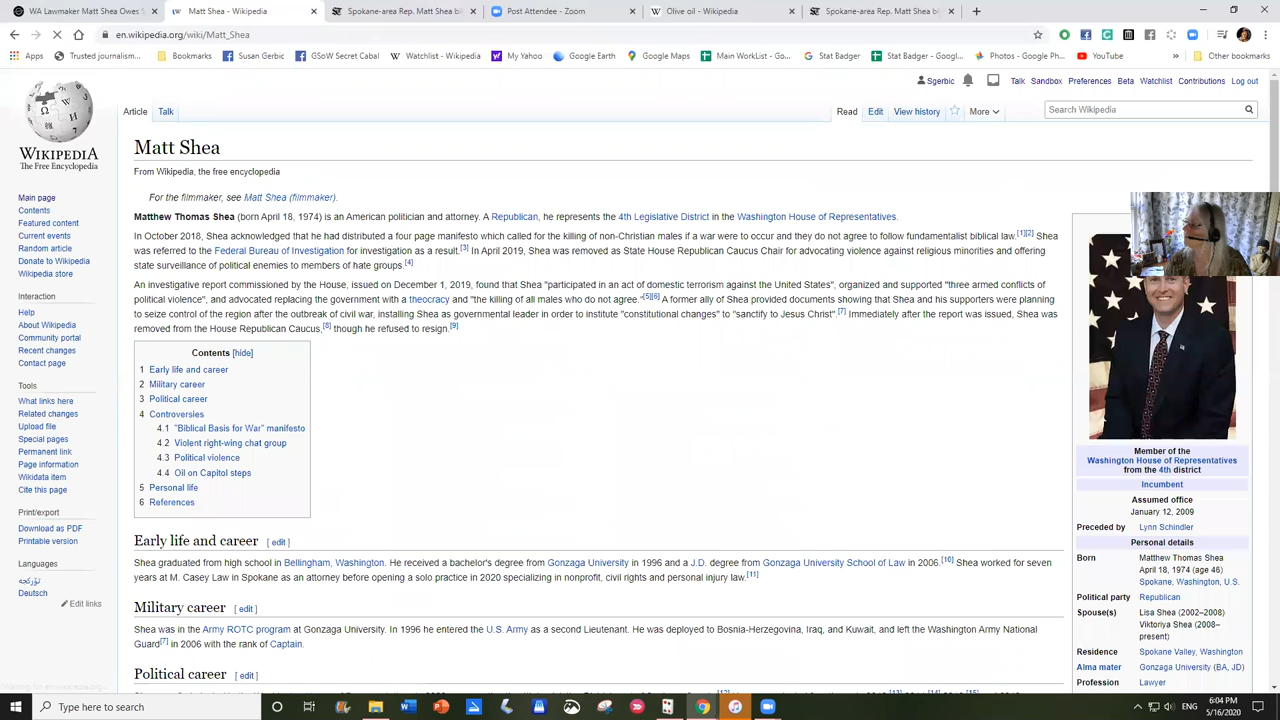 WA Lawmaker Matt Shea Owes S
Matt Shea - Wikipedia
Spokane-area Rep. Matt Shea bil
Post Attendee - Zoom
Olive oil - Wikipedia
Spokane-area Rep. Matt Shea bil
en.wikipedia.org/wiki/Matt_Shea
Apps
Trusted journalism...
Bookmarks
Susan Gerbic
GSoW Secret Cabal
Watchlist - Wikipedia
My Yahoo
Google Earth
Google Maps
Main WorkList - Go...
Stat Badger
Stat Badger - Googl...
Photos - Google Ph...
YouTube
»
Other bookmarks
Sgerbic
Talk
Sandbox
Preferences
Beta
Watchlist
Contributions
Log out
Article
Talk
Read
Edit
View history
More
Search Wikipedia
WIKIPEDIA
The Free Encyclopedia
Main page
Contents
Featured content
Current events
Random article
Donate to Wikipedia
Wikipedia store
Interaction
Help
About Wikipedia
Community portal
Recent changes
Contact page
Tools
What links here
Related changes
Upload file
Special pages
Permanent link
Page information
Wikidata item
Cite this page
Print/export
Download as PDF
Printable version
Languages
تۆرکجه
Deutsch
Edit links
Matt Shea
From Wikipedia, the free encyclopedia
For the filmmaker, see Matt Shea (filmmaker).
Matthew Thomas Shea (born April 18, 1974) is an American politician and attorney. A Republican, he represents the 4th Legislative District in the Washington House of Representatives.
In October 2018, Shea acknowledged that he had distributed a four page manifesto which called for the killing of non-Christian males if a war were to occur and they do not agree to follow fundamentalist biblical law.[1][2] Shea
was referred to the Federal Bureau of Investigation for investigation as a result.[3] In April 2019, Shea was removed as State House Republican Caucus Chair for advocating violence against religious minorities and offering
state surveillance of political enemies to members of hate groups.[4]
An investigative report commissioned by the House, issued on December 1, 2019, found that Shea "participated in an act of domestic terrorism against the United States", organized and supported "three armed conflicts of
political violence", and advocated replacing the government with a theocracy and "the killing of all males who do not agree."[5][6] A former ally of Shea provided documents showing that Shea and his supporters were planning
to seize control of the region after the outbreak of civil war, installing Shea as governmental leader in order to institute "constitutional changes" to "sanctify to Jesus Christ".[7] Immediately after the report was issued, Shea was
removed from the House Republican Caucus,[8] though he refused to resign.[9]
Contents [hide]
1 Early life and career
2 Military career
3 Political career
4 Controversies
4.1 "Biblical Basis for War" manifesto
4.2 Violent right-wing chat group
4.3 Political violence
4.4 Oil on Capitol steps
5 Personal life
6 References
Early life and career [ edit ]
Shea graduated from high school in Bellingham, Washington. He received a bachelor's degree from Gonzaga University in 1996 and a J.D. degree from Gonzaga University School of Law in 2006.[10] Shea worked for seven
years at M. Casey Law in Spokane as an attorney before opening a solo practice in 2020 specializing in nonprofit, civil rights and personal injury law.[11]
Military career [ edit ]
Shea was in the Army ROTC program at Gonzaga University. In 1996 he entered the U.S. Army as a second Lieutenant. He was deployed to Bosnia-Herzegovina, Iraq, and Kuwait, and left the Washington Army National
Guard[7] in 2006 with the rank of Captain.
Political career [ edit ]
Member of the
Washington House of Representatives
from the 4th district
Incumbent
Assumed office
January 12, 2009
Preceded by Lynn Schindler
Personal details
Born Matthew Thomas Shea
April 18, 1974 (age 46)
Spokane, Washington, U.S.
Political party Republican
Spouse(s) Lisa Shea (2002–2008)
Viktoriya Shea (2008–
present)
Residence Spokane Valley, Washington
Alma mater Gonzaga University (BA, JD)
Profession Lawyer
Type here to search
6:04 PM
5/16/2020